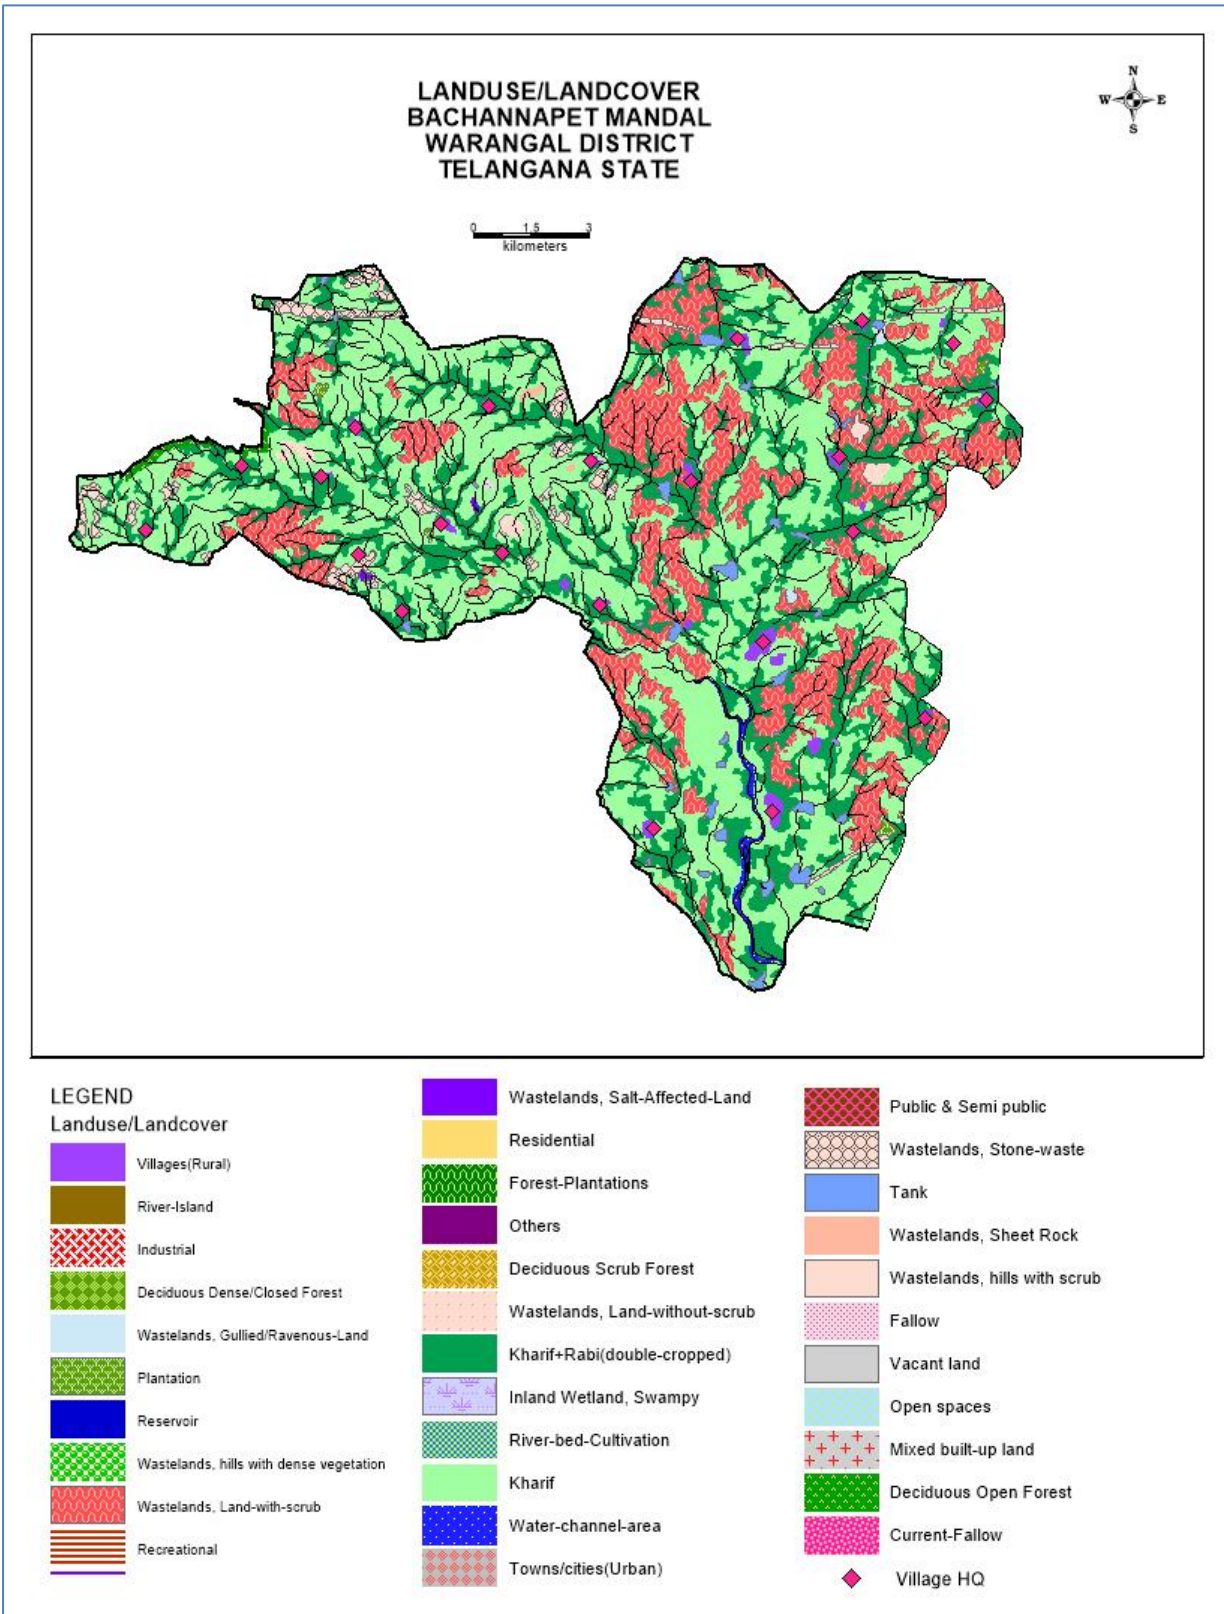 LANDUSE/LANDCOVER
BACHANNAPET MANDAL
WARANGAL DISTRICT
TELANGANA STATE
N
W E
S
0 1.5 3
kilometers
LEGEND
Landuse/Landcover
Villages(Rural)
River-Island
Industrial
Deciduous Dense/Closed Forest
Wastelands, Gullied/Ravenous-Land
Plantation
Reservoir
Wastelands, hills with dense vegetation
Wastelands, Land-with-scrub
Recreational
Wastelands, Salt-Affected-Land
Residential
Forest-Plantations
Others
Deciduous Scrub Forest
Wastelands, Land-without-scrub
Kharif+Rabi(double-cropped)
Inland Wetland, Swampy
River-bed-Cultivation
Kharif
Water-channel-area
Towns/cities(Urban)
Public & Semi public
Wastelands, Stone-waste
Tank
Wastelands, Sheet Rock
Wastelands, hills with scrub
Fallow
Vacant land
Open spaces
Mixed built-up land
Deciduous Open Forest
Current-Fallow
Village HQ